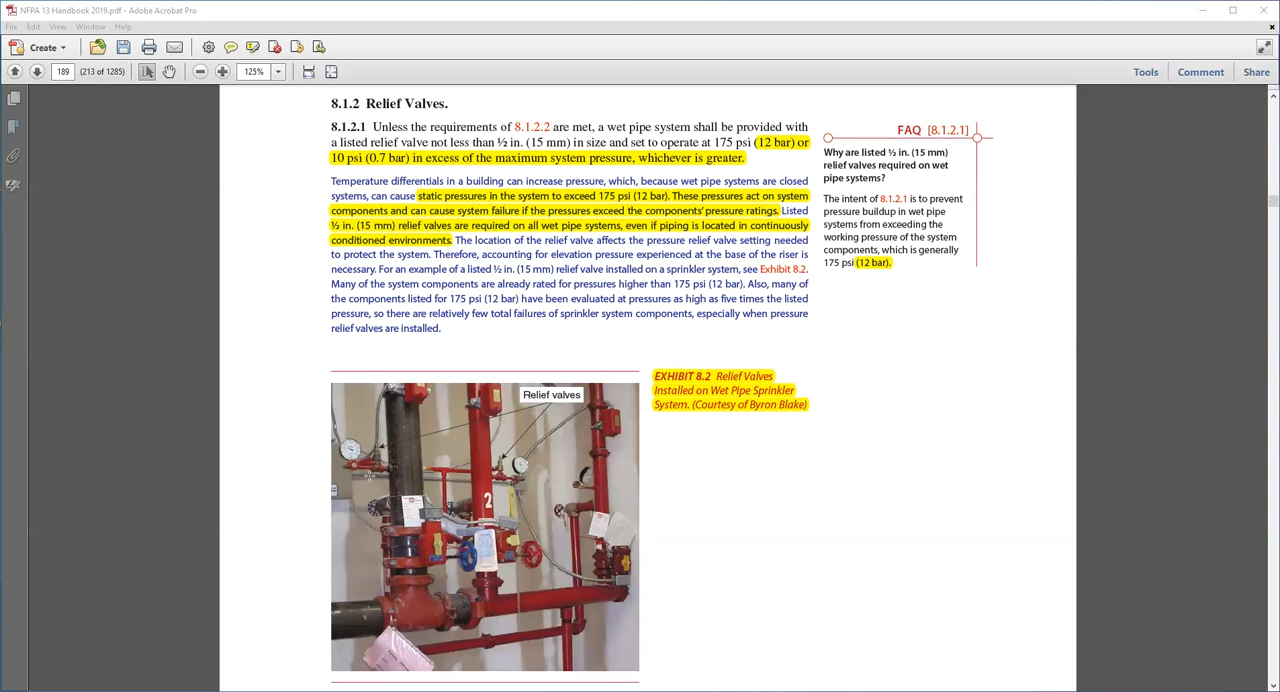 NFPA 13 Handbook 2019.pdf - Adobe Acrobat Pro
File Edit View Window Help
Create
189 (213 of 1285) 125% Tools Comment Share
8.1.2 Relief Valves.
8.1.2.1 Unless the requirements of 8.1.2.2 are met, a wet pipe system shall be provided with
a listed relief valve not less than ½ in. (15 mm) in size and set to operate at 175 psi (12 bar) or
10 psi (0.7 bar) in excess of the maximum system pressure, whichever is greater.
Temperature differentials in a building can increase pressure, which, because wet pipe systems are closed
systems, can cause static pressures in the system to exceed 175 psi (12 bar). These pressures act on system
components and can cause system failure if the pressures exceed the components' pressure ratings. Listed
½ in. (15 mm) relief valves are required on all wet pipe systems, even if piping is located in continuously
conditioned environments. The location of the relief valve affects the pressure relief valve setting needed
to protect the system. Therefore, accounting for elevation pressure experienced at the base of the riser is
necessary. For an example of a listed ½ in. (15 mm) relief valve installed on a sprinkler system, see Exhibit 8.2.
Many of the system components are already rated for pressures higher than 175 psi (12 bar). Also, many of
the components listed for 175 psi (12 bar) have been evaluated at pressures as high as five times the listed
pressure, so there are relatively few total failures of sprinkler system components, especially when pressure
relief valves are installed.
FAQ [8.1.2.1]
Why are listed ½ in. (15 mm)
relief valves required on wet
pipe systems?
The intent of 8.1.2.1 is to prevent
pressure buildup in wet pipe
systems from exceeding the
working pressure of the system
components, which is generally
175 psi (12 bar).
Relief valves
2
EXHIBIT 8.2 Relief Valves
Installed on Wet Pipe Sprinkler
System. (Courtesy of Byron Blake)